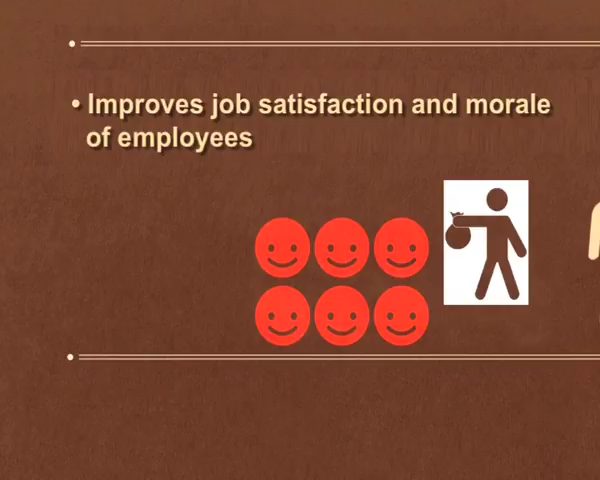 • Improves job satisfaction and morale
of employees